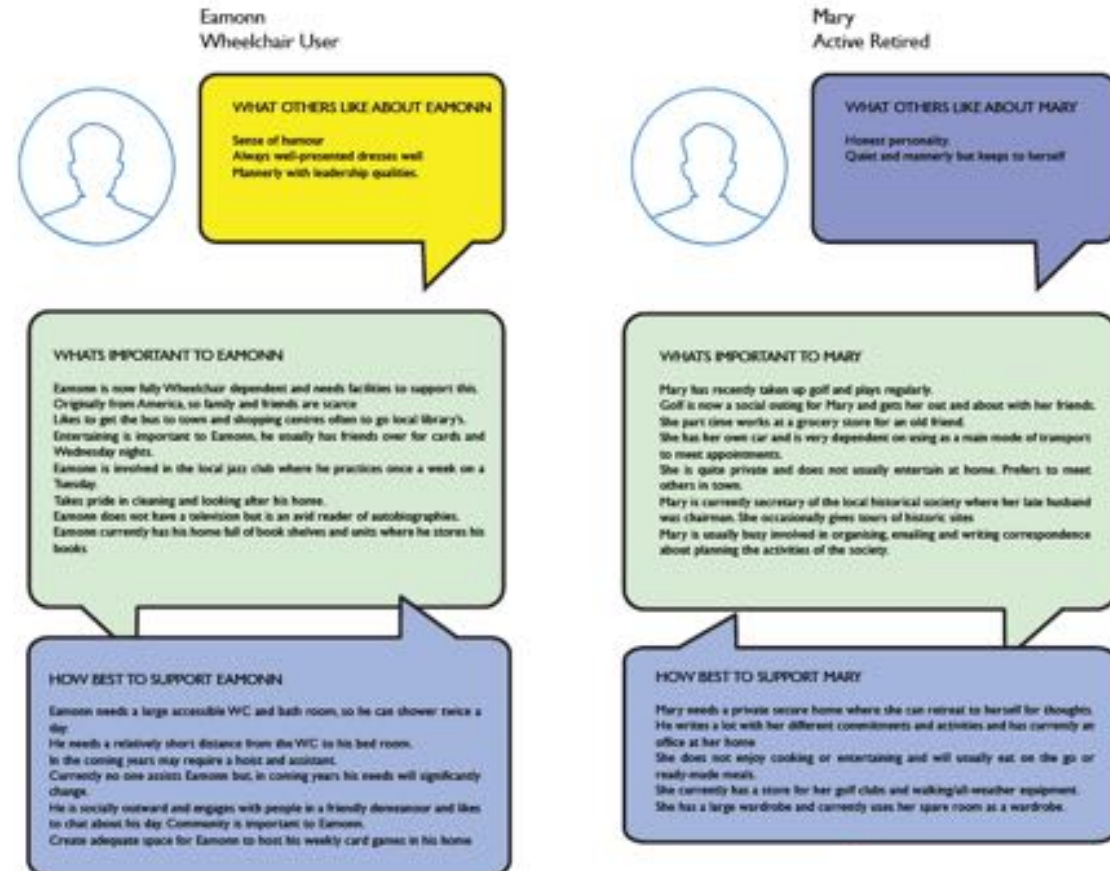 Eamonn
Wheelchair User
WHAT OTHERS LIKE ABOUT EAMONN
Sense of humour
Always well-presented dresses well
Mannerly with leadership qualities.
WHATS IMPORTANT TO EAMONN
Eamonn is now fully Wheelchair dependent and needs facilities to support this.
Originally from America, so family and friends are scarce
Likes to get the bus to town and shopping centres often to go local library's.
Entertaining is important to Eamonn, he usually has friends over for cards and
Wednesday nights.
Eamonn is involved in the local jazz club where he practices once a week on a
Tuesday.
Takes pride in cleaning and looking after his home.
Eamonn does not have a television but is an avid reader of autobiographies.
Eamonn currently has his home full of book shelves and units where he stores his
books
HOW BEST TO SUPPORT EAMONN
Eamonn needs a large accessible WC and bath room, so he can shower twice a
day.
He needs a relatively short distance from the WC to his bed room.
In the coming years may require a hoist and assistant.
Currently no one assists Eamonn but, in coming years his needs will significantly
change.
He is socially outward and engages with people in a friendly demeanour and likes
to chat about his day. Community is important to Eamonn.
Create adequate space for Eamonn to host his weekly card games in his home
Mary
Active Retired
WHAT OTHERS LIKE ABOUT MARY
Honest personality.
Quiet and mannerly but keeps to herself
WHATS IMPORTANT TO MARY
Mary has recently taken up golf and plays regularly.
Golf is now a social outing for Mary and gets her out and about with her friends.
She part time works at a grocery store for an old friend.
She has her own car and is very dependent on using as a main mode of transport
to meet appointments.
She is quite private and does not usually entertain at home. Prefers to meet
others in town.
Mary is currently secretary of the local historical society where her late husband
was chairman. She occasionally gives tours of historic sites
Mary is usually busy involved in organising, emailing and writing correspondence
about planning the activities of the society.
HOW BEST TO SUPPORT MARY
Mary needs a private secure home where she can retreat to herself for thoughts.
He writes a lot with her different commitments and activities and has currently an
office at her home
She does not enjoy cooking or entertaining and will usually eat on the go or
ready-made meals.
She currently has a store for her golf clubs and walking/all-weather equipment.
She has a large wardrobe and currently uses her spare room as a wardrobe.